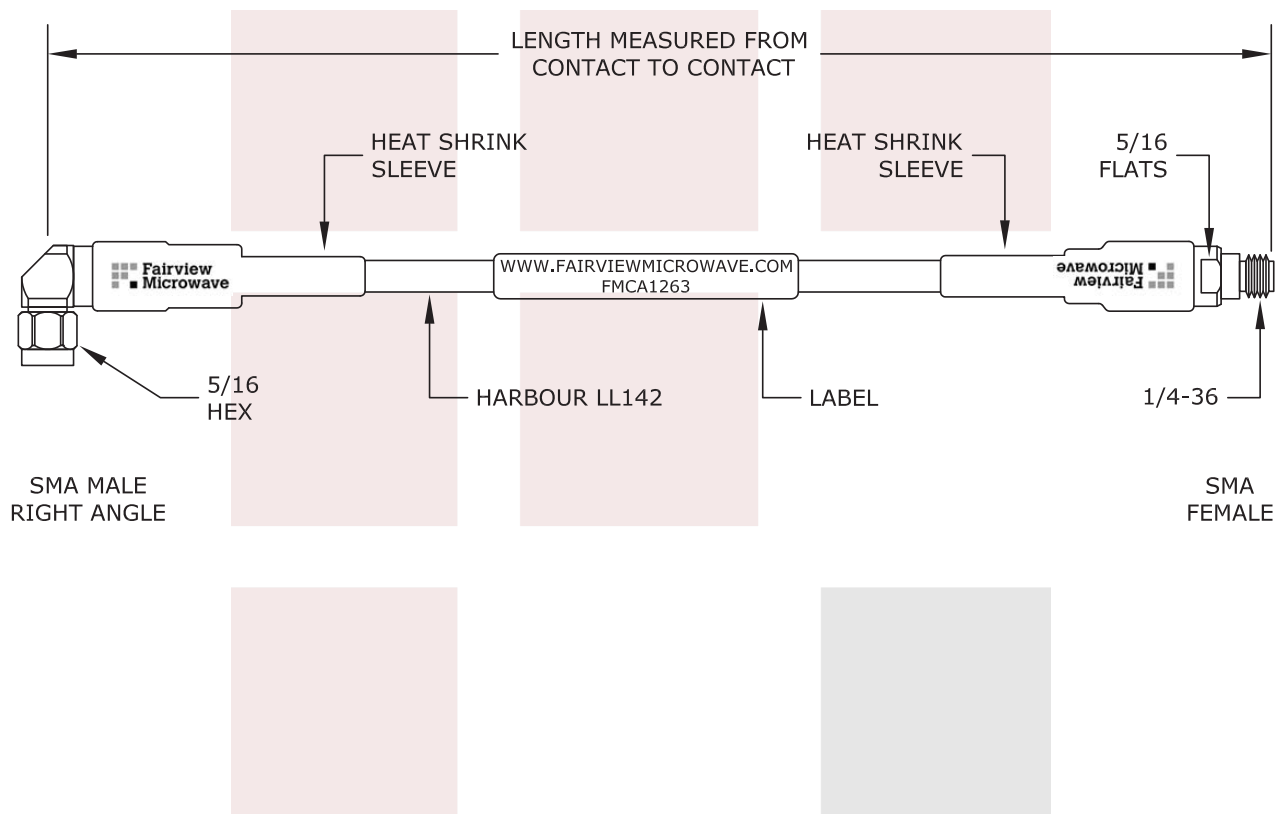 LENGTH MEASURED FROM
CONTACT TO CONTACT
HEAT SHRINK
SLEEVE
HEAT SHRINK
SLEEVE
5/16
FLATS
Fairview
Microwave
WWW.FAIRVIEWMICROWAVE.COM
FMCA1263
Fairview
Microwave
5/16
HEX
HARBOUR LL142
LABEL
1/4-36
SMA MALE
RIGHT ANGLE
SMA
FEMALE